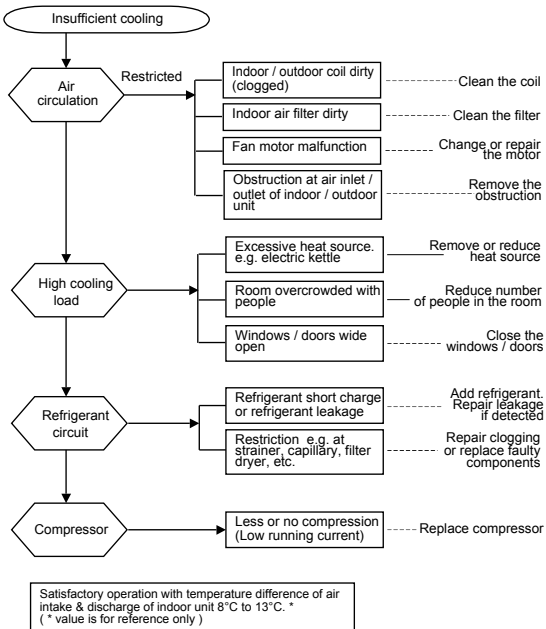 Insufficient cooling
Air
circulation
Restricted
Indoor / outdoor coil dirty
(clogged)
Clean the coil
Indoor air filter dirty
Clean the filter
Fan motor malfunction
Change or repair
the motor
Obstruction at air inlet /
outlet of indoor / outdoor
unit
Remove the
obstruction
High cooling
load
Excessive heat source.
e.g. electric kettle
Remove or reduce
heat source
Room overcrowded with
people
Reduce number
of people in the room
Windows / doors wide
open
Close the
windows / doors
Refrigerant
circuit
Refrigerant short charge
or refrigerant leakage
Add refrigerant.
Repair leakage
if detected
Restriction e.g. at
strainer, capillary, filter
dryer, etc.
Repair clogging
or replace faulty
components
Compressor
Less or no compression
(Low running current)
Replace compressor
Satisfactory operation with temperature difference of air
intake & discharge of indoor unit 8°C to 13°C. *
( * value is for reference only )